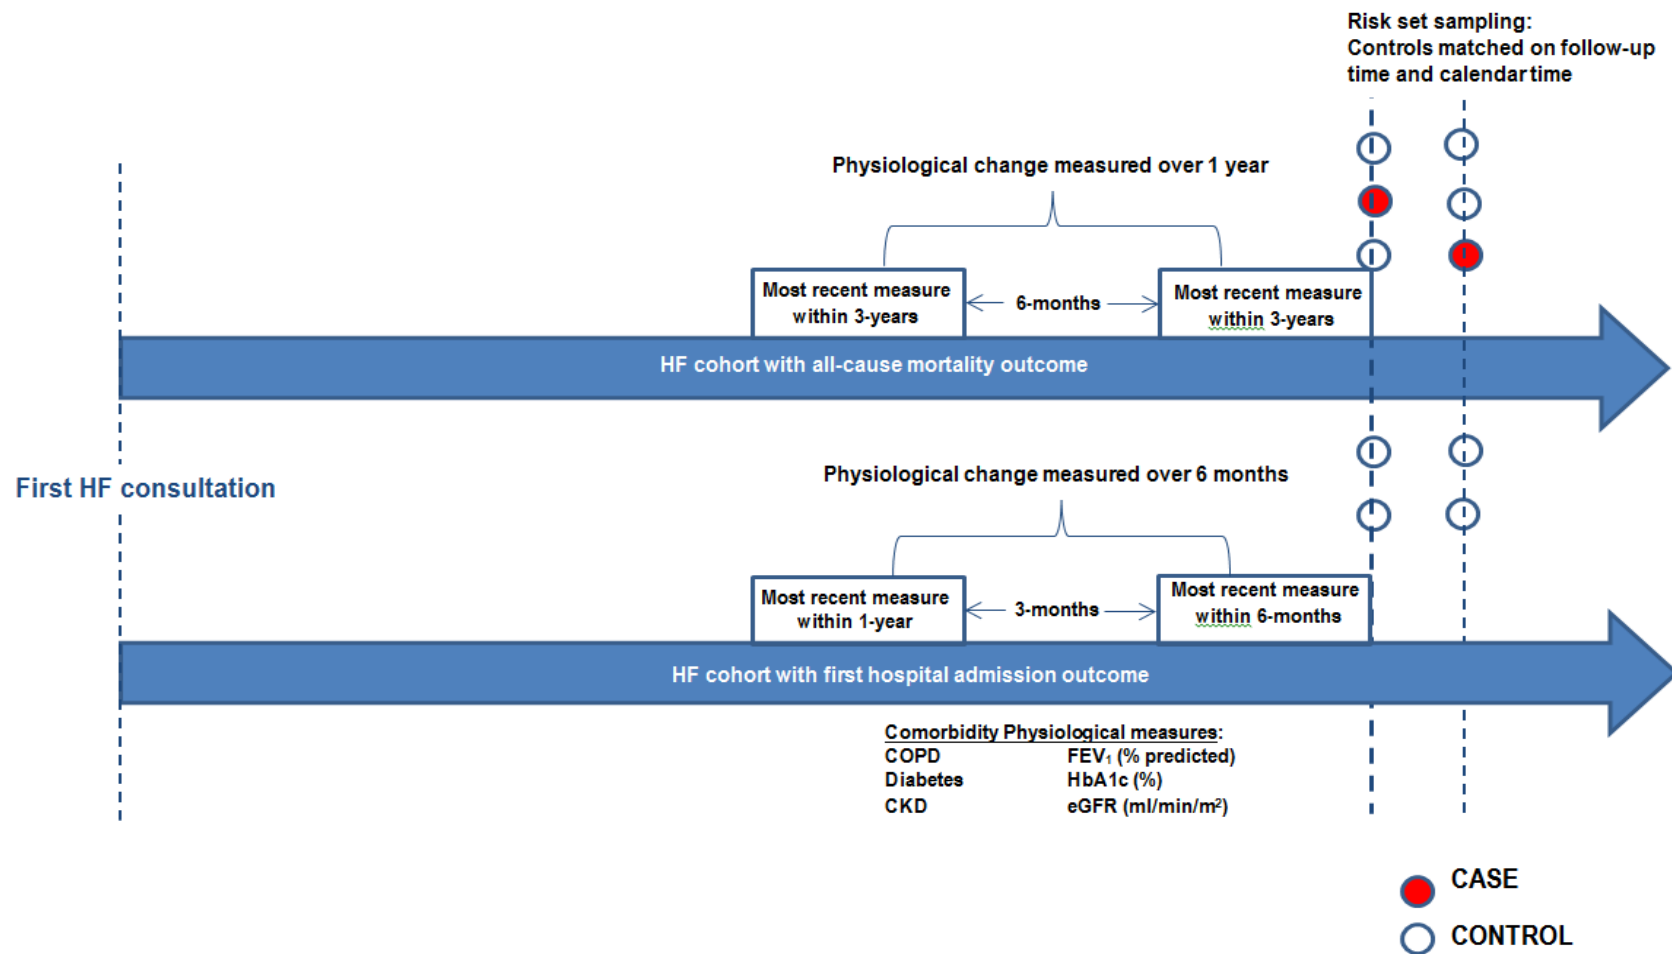 Risk set sampling:
Controls matched on follow-up
time and calendar time
Physiological change measured over 1 year
Most recent measure
within 3-years
6-months
Most recent measure
within 3-years
HF cohort with all-cause mortality outcome
First HF consultation
Physiological change measured over 6 months
Most recent measure
within 1-year
3-months
Most recent measure
within 6-months
HF cohort with first hospital admission outcome
Comorbidity Physiological measures:
COPD FEV₁ (% predicted)
Diabetes HbA1c (%)
CKD eGFR (ml/min/m²)
CASE
CONTROL